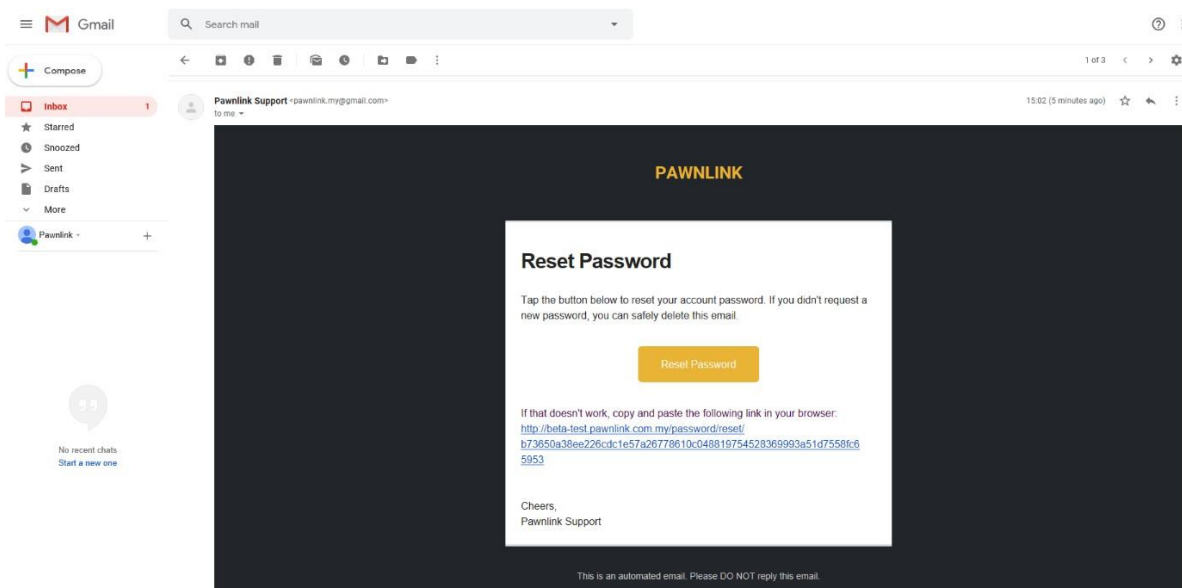 Gmail
Search mail
Compose
1 of 3
Inbox 1
Starred
Snoozed
Sent
Drafts
More
Pawnlink
No recent chats
Start a new one
Pawnlink Support <pawnlink.my@gmail.com>
to me
15:02 (5 minutes ago)
PAWNLINK
Reset Password
Tap the button below to reset your account password. If you didn't request a
new password, you can safely delete this email.
Reset Password
If that doesn't work, copy and paste the following link in your browser:
http://beta-test.pawnlink.com.my/password/reset/
b73650a38ee226cdc1e57a26778610c048819754528369993a51d7558fc6
5953
Cheers,
Pawnlink Support
This is an automated email. Please DO NOT reply this email.